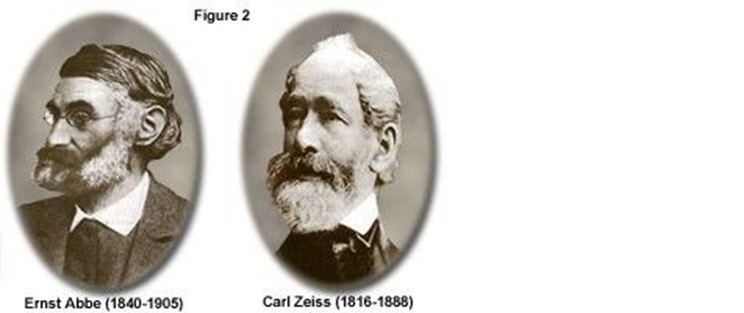 Figure 2
Ernst Abbe (1840-1905)
Carl Zeiss (1816-1888)